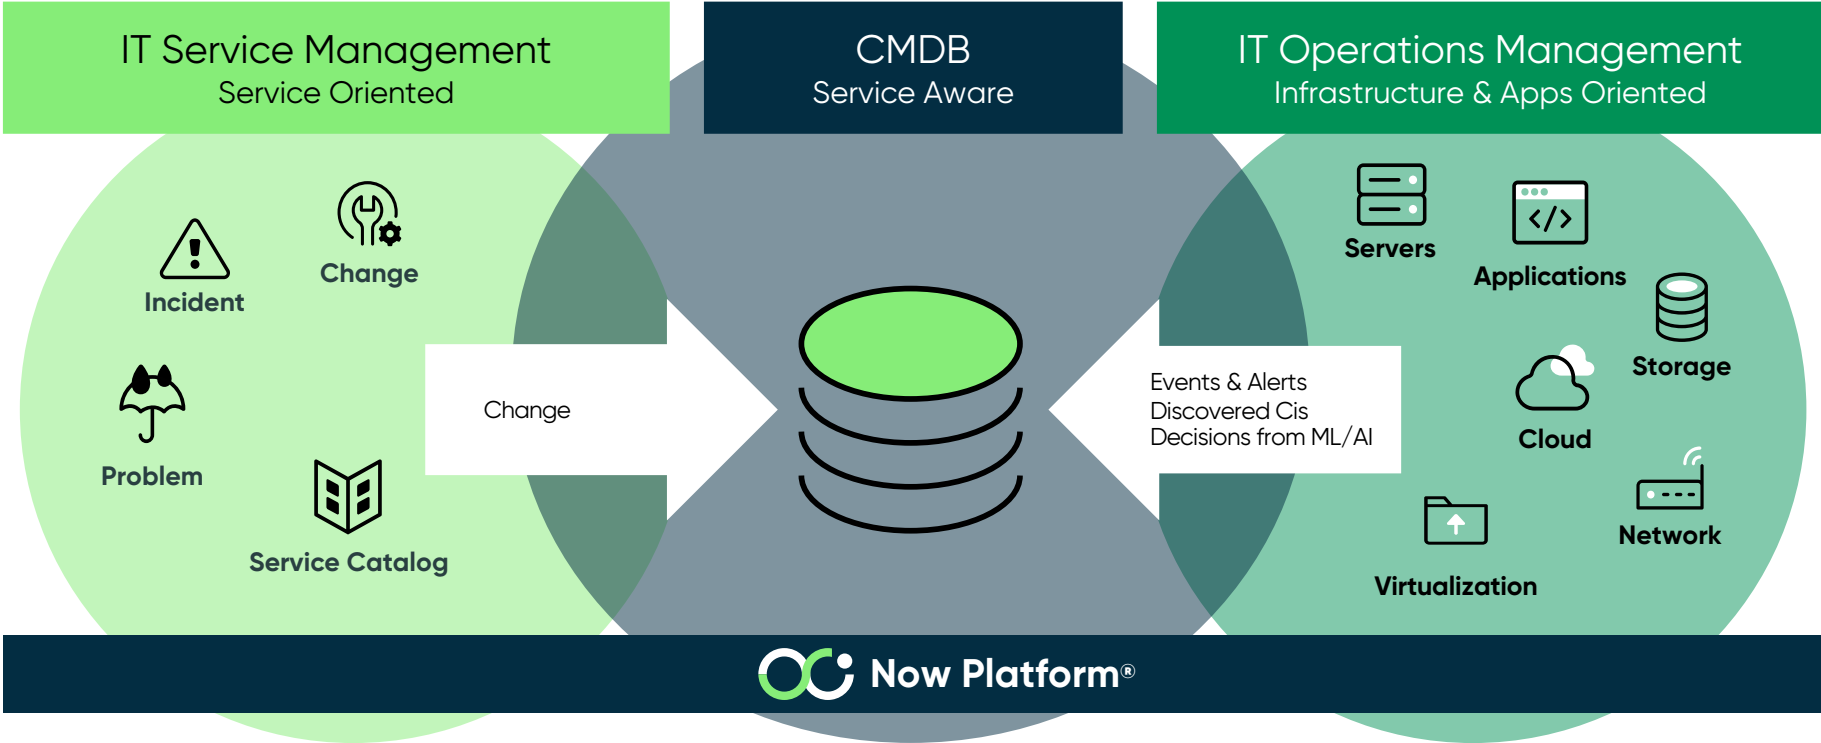 IT Service Management
Service Oriented
CMDB
Service Aware
IT Operations Management
Infrastructure & Apps Oriented
Incident
Change
Problem
Service Catalog
Change
Events & Alerts
Discovered Cis
Decisions from ML/AI
Servers
Applications
</>
Storage
Cloud
Network
Virtualization
Now Platform®